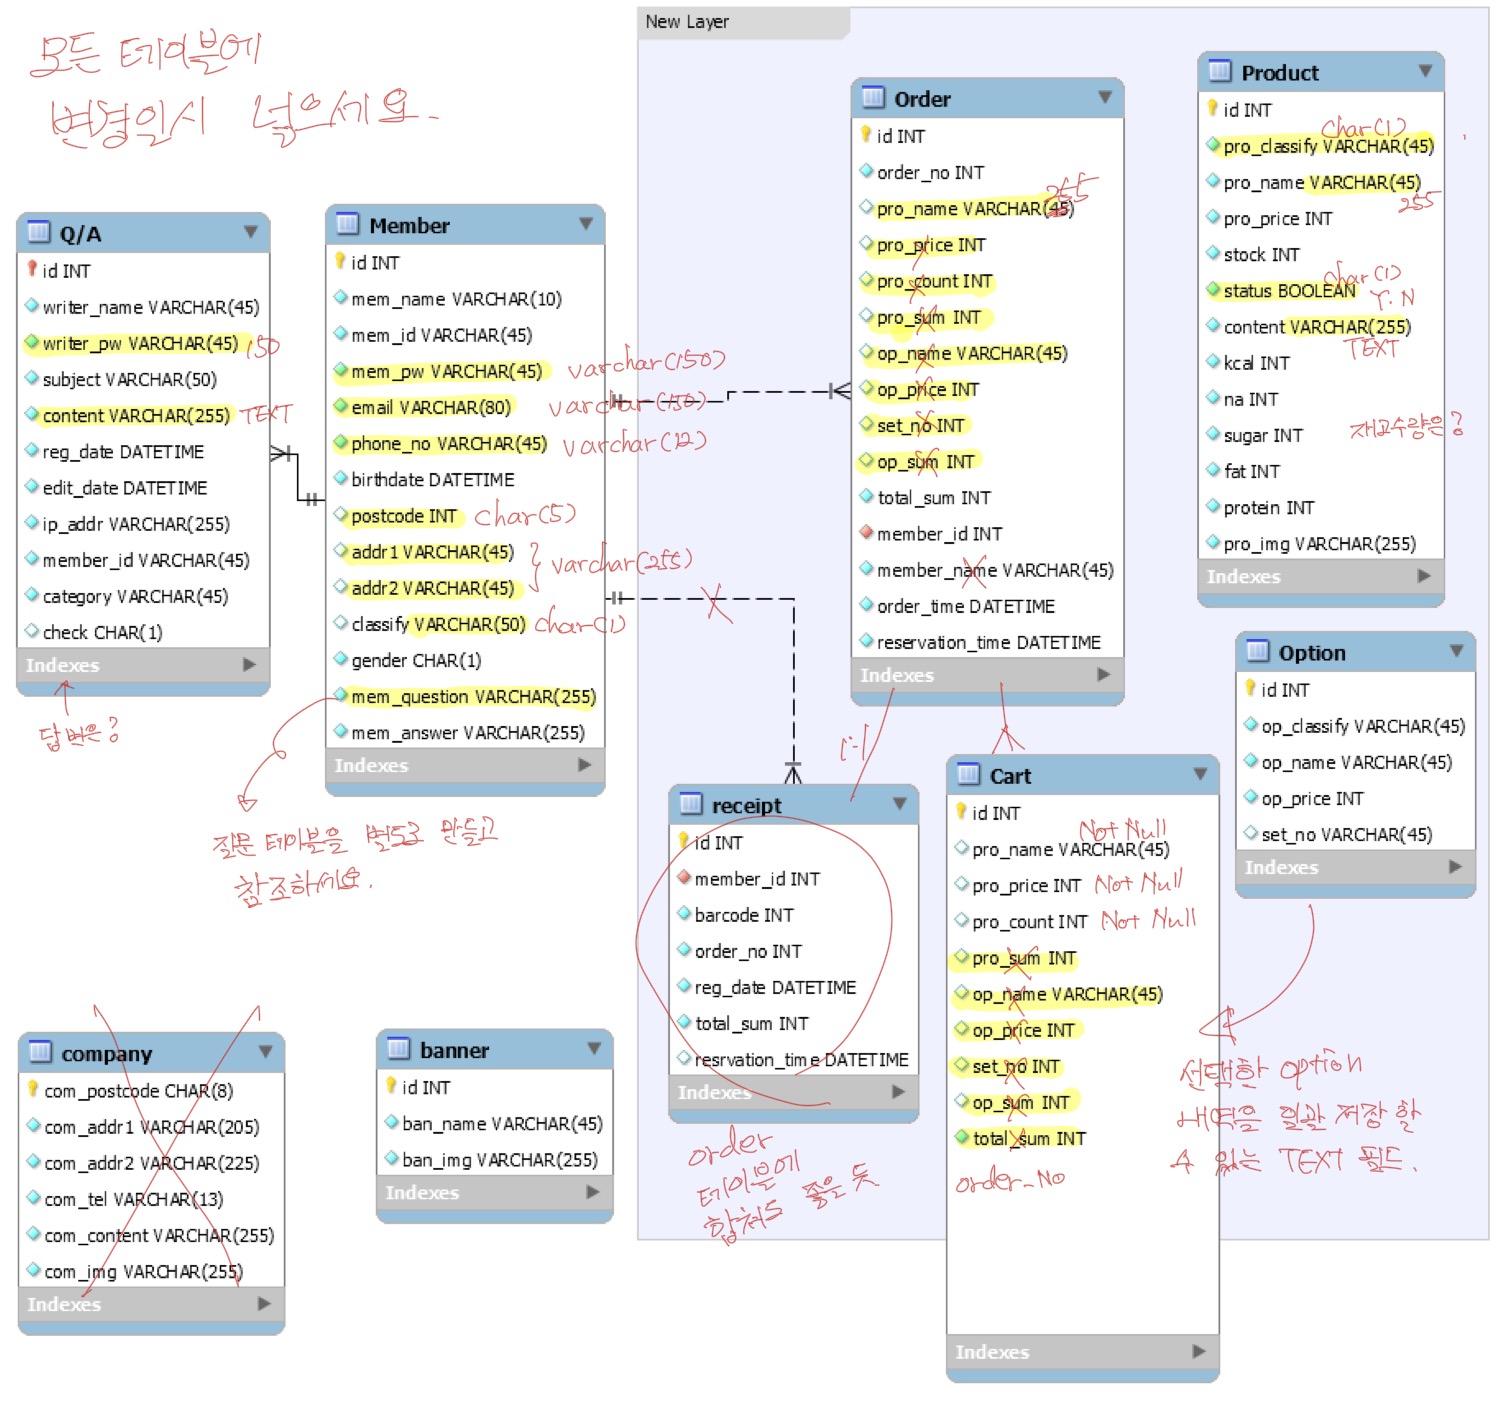 모든 테이블에
변경일시 넣으세요.
New Layer
Q/A
id INT
writer_name VARCHAR(45)
writer_pw VARCHAR(45) 150
subject VARCHAR(50)
content VARCHAR(255) TEXT
reg_date DATETIME
edit_date DATETIME
ip_addr VARCHAR(255)
member_id VARCHAR(45)
category VARCHAR(45)
check CHAR(1)
Indexes
답변은?
Member
id INT
mem_name VARCHAR(10)
mem_id VARCHAR(45)
mem_pw VARCHAR(45) varchar(150)
email VARCHAR(80) varchar(150)
phone_no VARCHAR(45) varchar(12)
birthdate DATETIME
postcode INT char(5)
addr1 VARCHAR(45)
varchar(255)
addr2 VARCHAR(45)
classify VARCHAR(50) char(1)
gender CHAR(1)
mem_question VARCHAR(255)
mem_answer VARCHAR(255)
Indexes
질문 테이블을 별도로 만들고
참조하세요.
Order
id INT
order_no INT
255
pro_name VARCHAR(45)
pro_price INT
pro_count INT
pro_sum INT
op_name VARCHAR(45)
op_price INT
set_no INT
op_sum INT
total_sum INT
member_id INT
member_name VARCHAR(45)
order_time DATETIME
reservation_time DATETIME
Indexes
1:1
Product
id INT
char(1)
pro_classify VARCHAR(45)
pro_name VARCHAR(45)
255
pro_price INT
stock INT
char(1)
status BOOLEAN Y.N
content VARCHAR(255)
TEXT
kcal INT
na INT
sugar INT 재고수량은?
fat INT
protein INT
pro_img VARCHAR(255)
Indexes
Option
id INT
op_classify VARCHAR(45)
op_name VARCHAR(45)
op_price INT
set_no VARCHAR(45)
Indexes
receipt
id INT
member_id INT
barcode INT
order_no INT
reg_date DATETIME
total_sum INT
resrvation_time DATETIME
Indexes
order
테이블에
합쳐도 좋을 듯
Cart
id INT
Not Null
pro_name VARCHAR(45)
pro_price INT Not Null
pro_count INT Not Null
pro_sum INT
op_name VARCHAR(45)
op_price INT
set_no INT
op_sum INT
total_sum INT
order_No
Indexes
선택한 option
내역을 일괄 저장 할
수 있는 TEXT 필드.
company
com_postcode CHAR(8)
com_addr1 VARCHAR(205)
com_addr2 VARCHAR(225)
com_tel VARCHAR(13)
com_content VARCHAR(255)
com_img VARCHAR(255)
Indexes
banner
id INT
ban_name VARCHAR(45)
ban_img VARCHAR(255)
Indexes